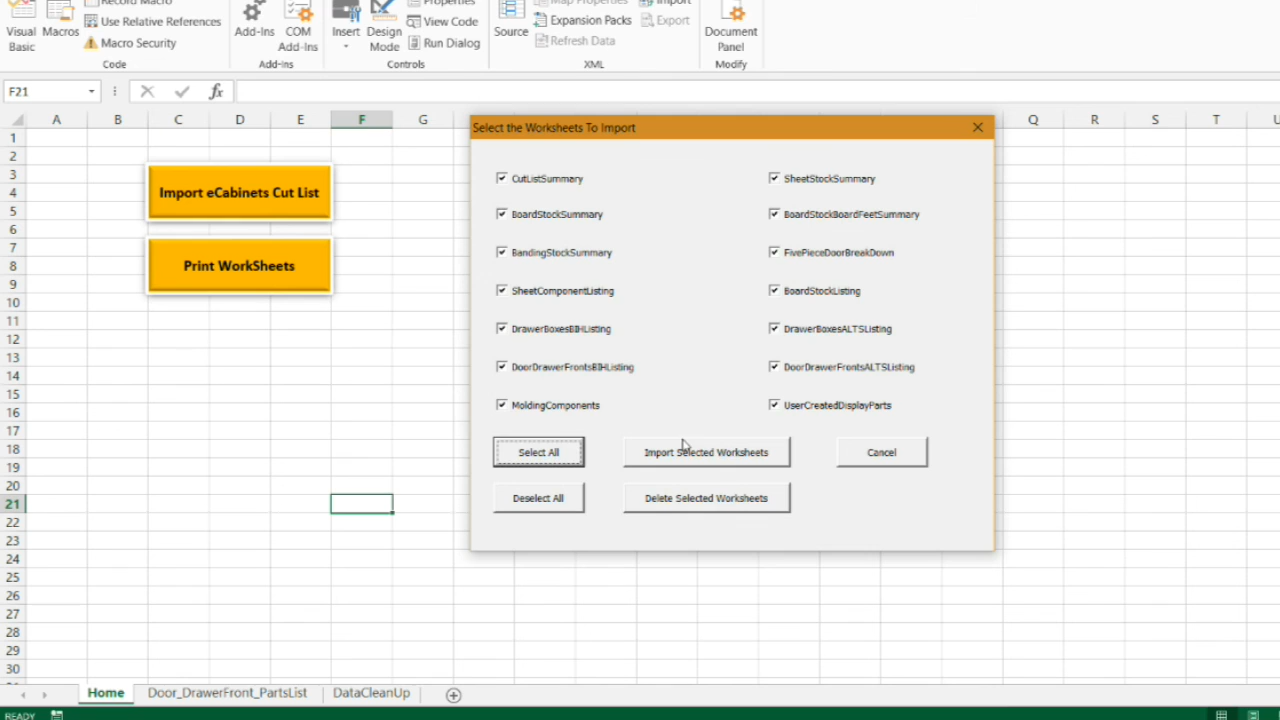 Record Macro Properties Map Properties Import
Visual Basic Macros Use Relative References Add-Ins COM Add-Ins Insert Design Mode View Code Source Expansion Packs Export Document Panel
Macro Security Run Dialog Refresh Data
Code Add-Ins Controls XML Modify
F21 fx
A B C D E F G O Q R S T U
Select the Worksheets To Import
1
2
3
4
5
6
7
8
9
10
11
12
13
14
15
16
17
18
19
20
21
22
23
24
25
26
27
28
29
30
Import eCabinets Cut List
Print WorkSheets
CutListSummary SheetStockSummary
BoardStockSummary BoardStockBoardFeetSummary
BandingStockSummary FivePieceDoorBreakDown
SheetComponentListing BoardStockListing
DrawerBoxesBIHListing DrawerBoxesALTSListing
DoorDrawerFrontsBIHListing DoorDrawerFrontsALTSListing
MoldingComponents UserCreatedDisplayParts
Select All Import Selected Worksheets Cancel
Deselect All Delete Selected Worksheets
Home Door_DrawerFront_PartsList DataCleanUp
READY